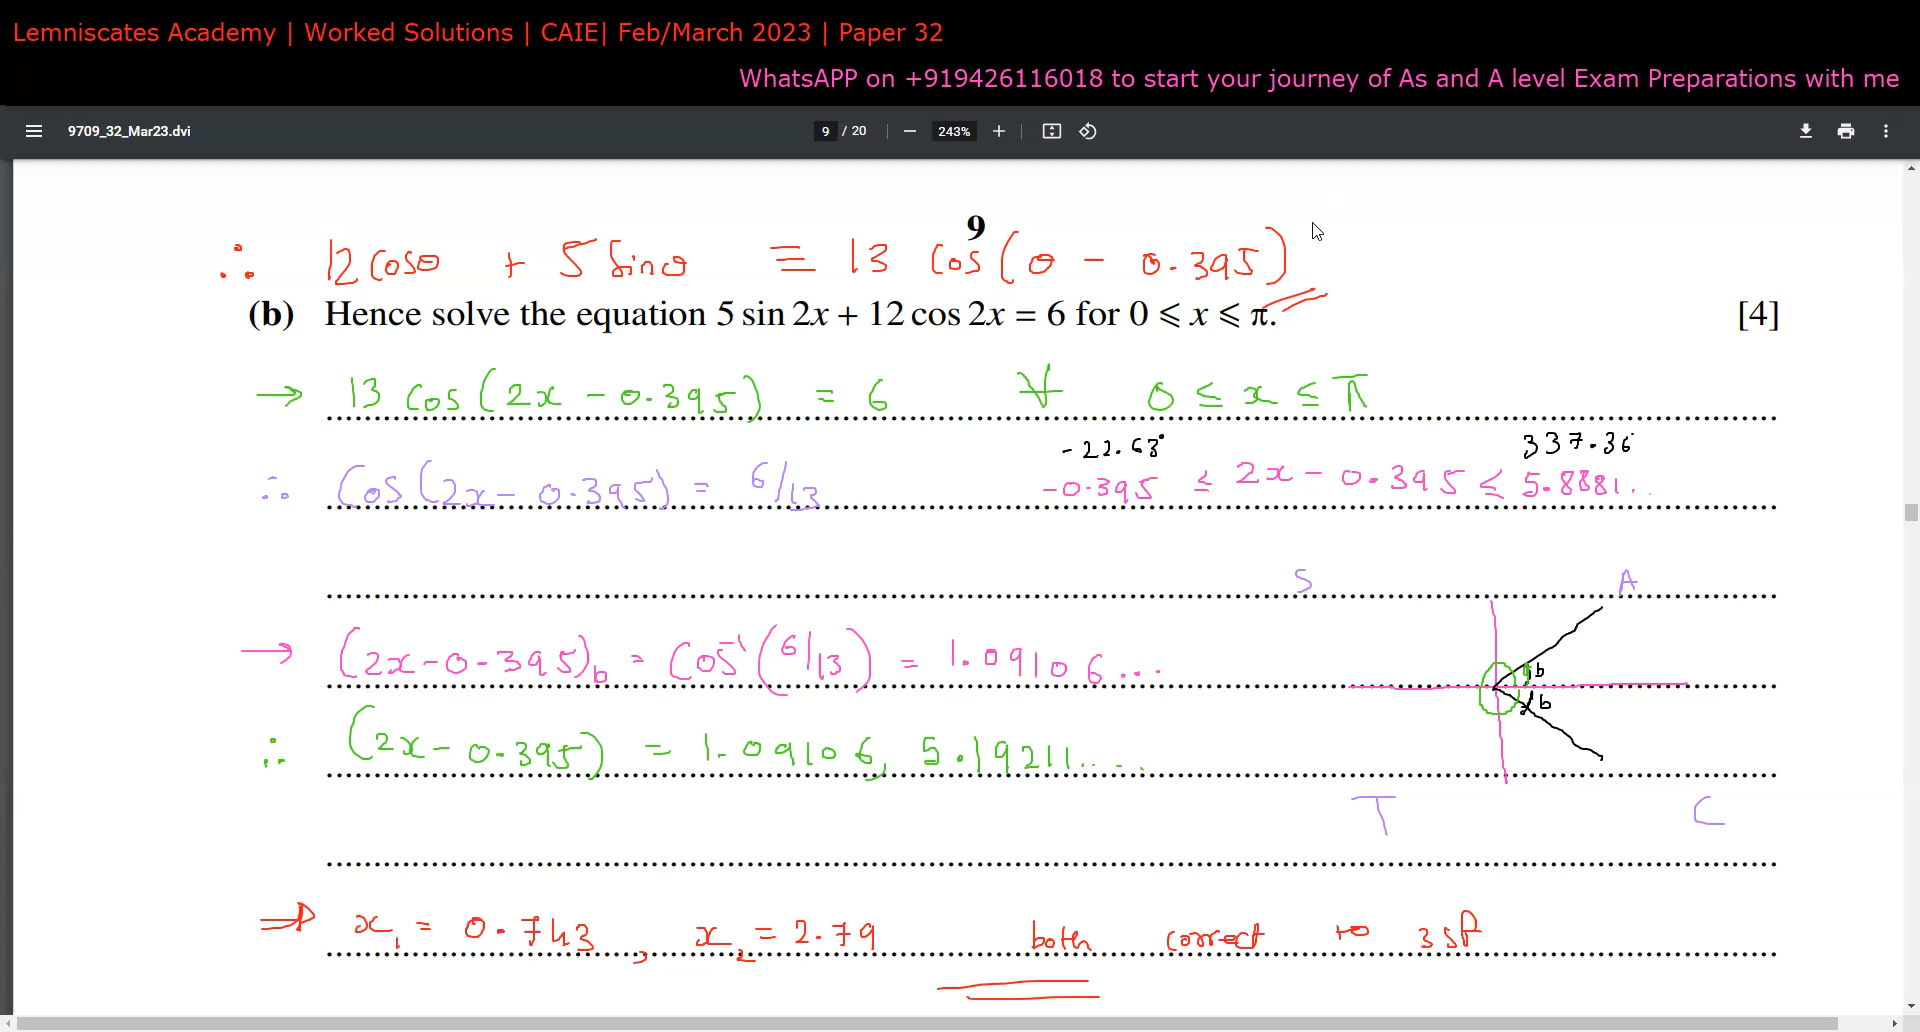 Lemniscates Academy | Worked Solutions | CAIE| Feb/March 2023 | Paper 32
WhatsAPP on +919426116018 to start your journey of As and A level Exam Preparations with me
9709_32_Mar23.dvi
9 / 20
243%
9
∴ 12 cosθ + 5 sinθ ≡ 13 cos(θ - 0.395)
(b) Hence solve the equation 5 sin 2x + 12 cos 2x = 6 for 0 ⩽ x ⩽ π. [4]
→ 13 cos(2x - 0.395) = 6 ∀ 0 ≤ x ≤ π
-22.63° 337.36
∴ cos(2x - 0.395) = 6/13 -0.395 ≤ 2x - 0.395 ≤ 5.8881..
S A
→ (2x - 0.395)b = cos⁻¹(6/13) = 1.09106...
b
b
∴ (2x - 0.395) = 1.09106, 5.19211....
T C
⇒ x₁ = 0.743, x₂ = 2.79 both correct to 3sf